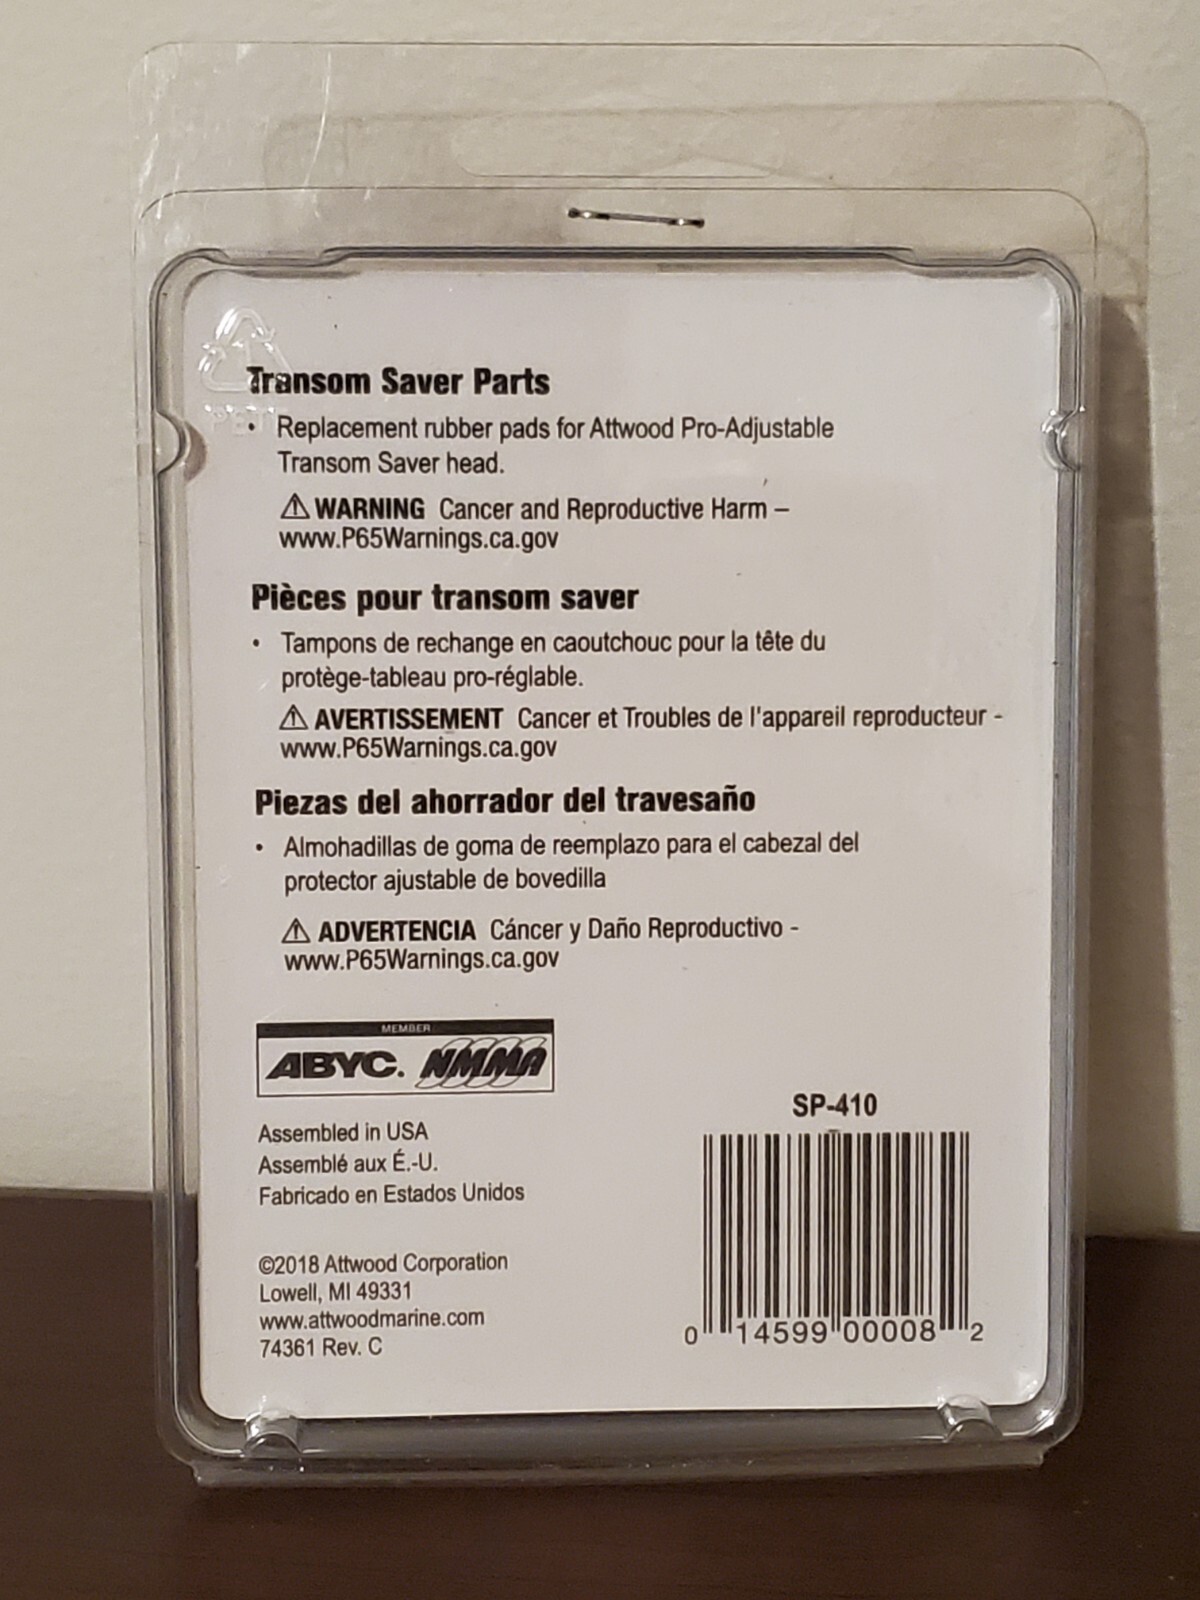 Transom Saver Parts
• Replacement rubber pads for Attwood Pro-Adjustable
Transom Saver head.
⚠ WARNING Cancer and Reproductive Harm –
www.P65Warnings.ca.gov
Pièces pour transom saver
• Tampons de rechange en caoutchouc pour la tête du
protège-tableau pro-réglable.
⚠ AVERTISSEMENT Cancer et Troubles de l'appareil reproducteur -
www.P65Warnings.ca.gov
Piezas del ahorrador del travesaño
• Almohadillas de goma de reemplazo para el cabezal del
protector ajustable de bovedilla
⚠ ADVERTENCIA Cáncer y Daño Reproductivo -
www.P65Warnings.ca.gov
MEMBER
ABYC. NMMA
Assembled in USA
Assemblé aux É.-U.
Fabricado en Estados Unidos
©2018 Attwood Corporation
Lowell, MI 49331
www.attwoodmarine.com
74361 Rev. C
SP-410
0 14599 00008 2